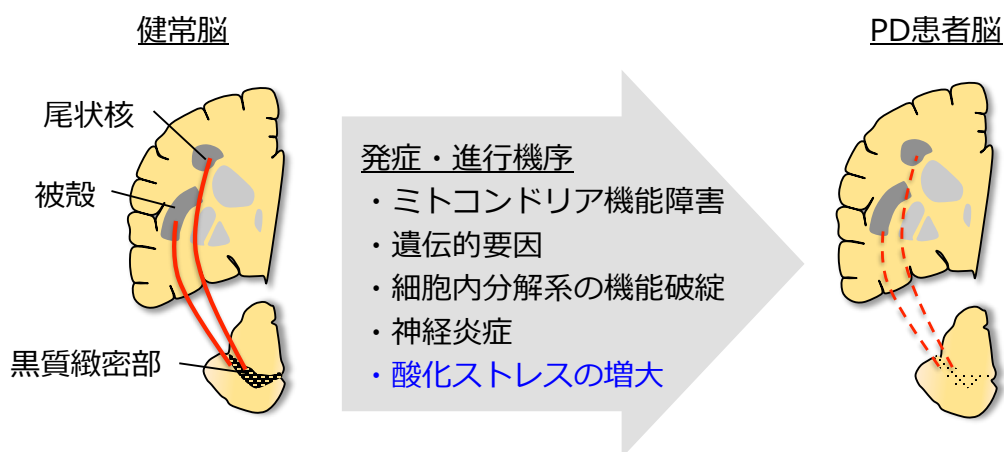 健常脳
PD患者脳
尾状核
被殻
黒質緻密部
発症・進行機序
・ミトコンドリア機能障害
・遺伝的要因
・細胞内分解系の機能破綻
・神経炎症
・酸化ストレスの増大